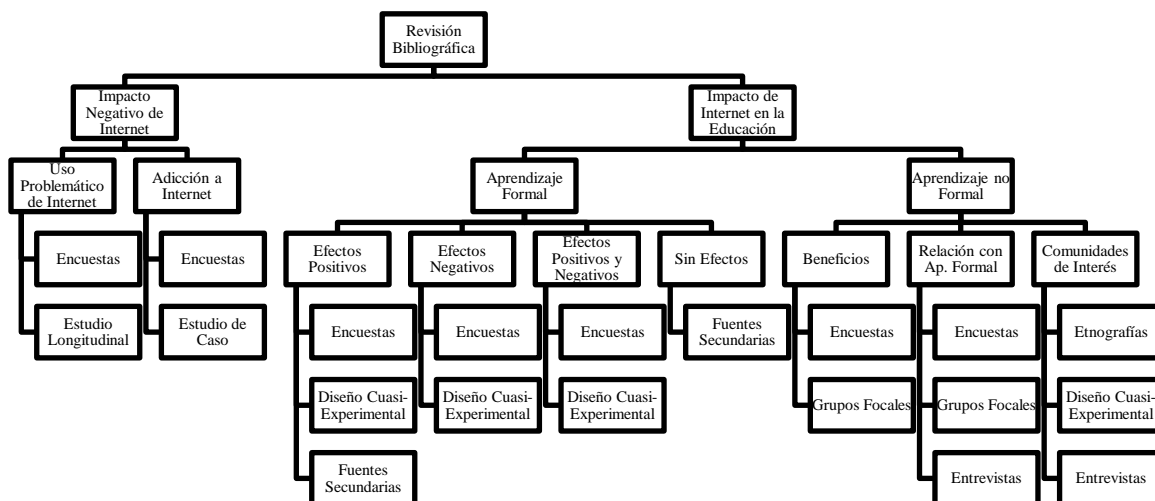 Revisión
Bibliográfica
Impacto
Negativo de
Internet
Impacto de
Internet en la
Educación
Uso
Problemático
de Internet
Adicción a
Internet
Aprendizaje
Formal
Aprendizaje no
Formal
Encuestas
Estudio
Longitudinal
Encuestas
Estudio de
Caso
Efectos
Positivos
Efectos
Negativos
Efectos
Positivos y
Negativos
Sin Efectos
Beneficios
Relación con
Ap. Formal
Comunidades
de Interés
Encuestas
Diseño Cuasi-
Experimental
Fuentes
Secundarias
Encuestas
Diseño Cuasi-
Experimental
Encuestas
Diseño Cuasi-
Experimental
Fuentes
Secundarias
Encuestas
Grupos Focales
Encuestas
Grupos Focales
Entrevistas
Etnografías
Diseño Cuasi-
Experimental
Entrevistas